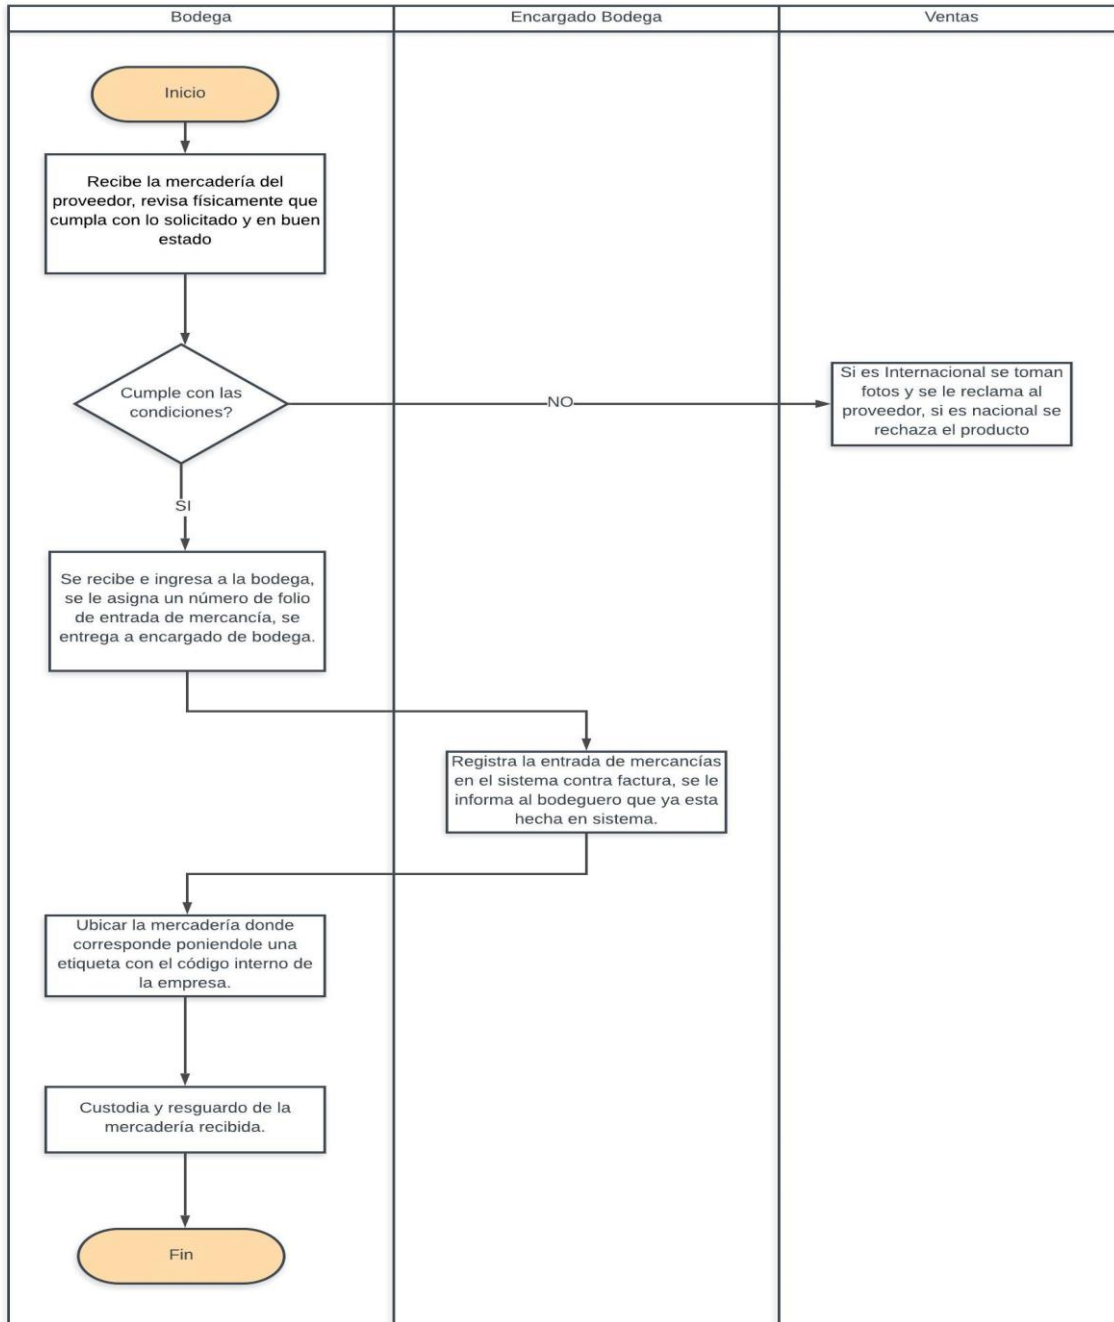 Bodega
Encargado Bodega
Ventas
Inicio
Recibe la mercadería del
proveedor, revisa físicamente que
cumpla con lo solicitado y en buen
estado
Cumple con las
condiciones?
NO
Si es Internacional se toman
fotos y se le reclama al
proveedor, si es nacional se
rechaza el producto
SI
Se recibe e ingresa a la bodega,
se le asigna un número de folio
de entrada de mercancía, se
entrega a encargado de bodega.
Registra la entrada de mercancías
en el sistema contra factura, se le
informa al bodeguero que ya esta
hecha en sistema.
Ubicar la mercadería donde
corresponde poniendole una
etiqueta con el código interno de
la empresa.
Custodia y resguardo de la
mercadería recibida.
Fin